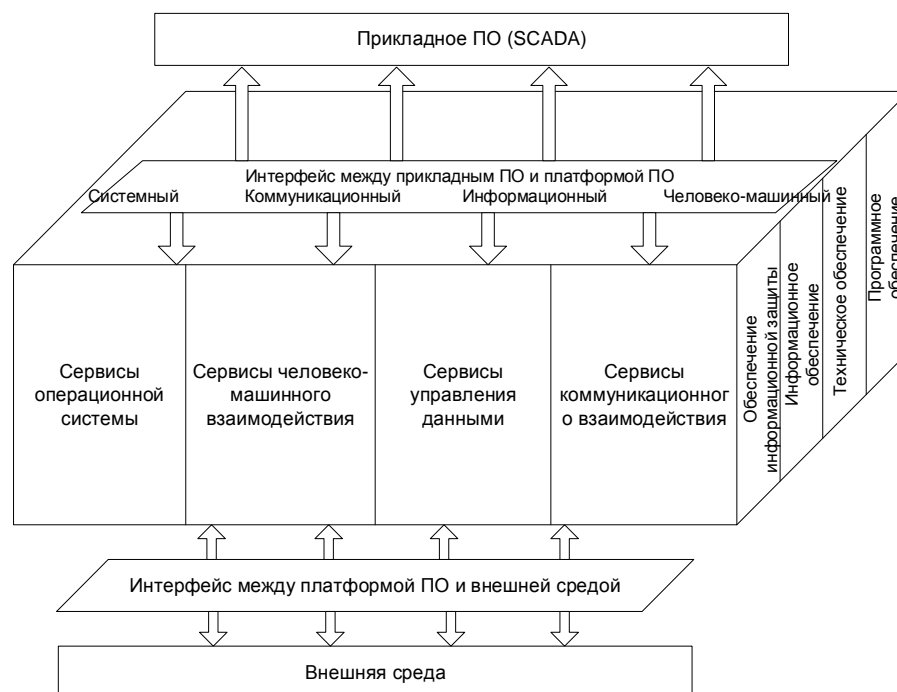 Прикладное ПО (SCADA)
Интерфейс между прикладным ПО и платформой ПО
Системный
Коммуникационный
Информационный
Человеко-машинный
Сервисы
операционной
системы
Сервисы человеко-
машинного
взаимодействия
Сервисы
управления
данными
Сервисы
коммуникационног
о взаимодействия
Обеспечение
информационной защиты
Информационное
обеспечение
Техническое обеспечение
Программное
обеспечение
Интерфейс между платформой ПО и внешней средой
Внешняя среда